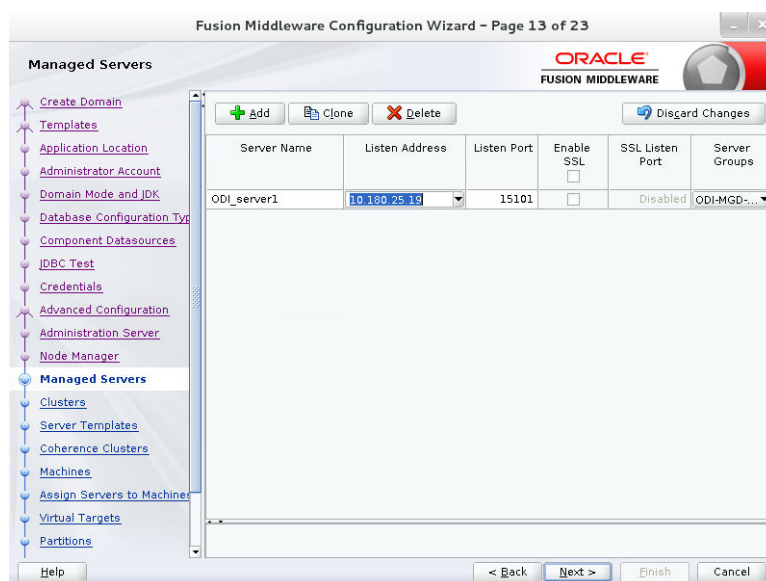 Fusion Middleware Configuration Wizard – Page 13 of 23
Managed Servers
ORACLE
FUSION MIDDLEWARE
Create Domain
Templates
Application Location
Administrator Account
Domain Mode and JDK
Database Configuration Typ
Component Datasources
JDBC Test
Credentials
Advanced Configuration
Administration Server
Node Manager
Managed Servers
Clusters
Server Templates
Coherence Clusters
Machines
Assign Servers to Machines
Virtual Targets
Partitions
Add Clone Delete Discard Changes
Server Name Listen Address Listen Port Enable SSL SSL Listen Port Server Groups
ODI_server1 10.180.25.19 15101 Disabled ODI-MGD-...
Help < Back Next > Finish Cancel